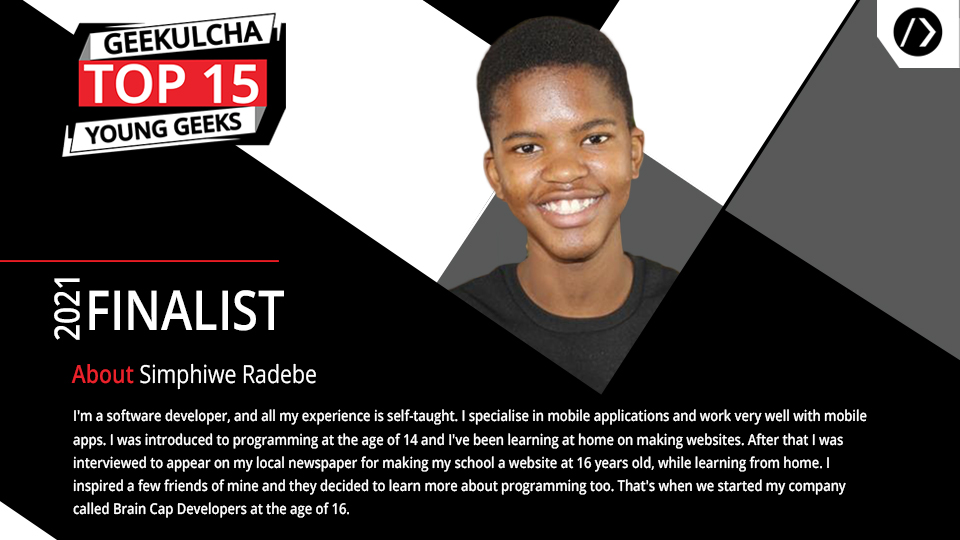 GEEKULCHA
TOP 15
YOUNG GEEKS
2021
FINALIST
About Simphiwe Radebe
I'm a software developer, and all my experience is self-taught. I specialise in mobile applications and work very well with mobile
apps. I was introduced to programming at the age of 14 and I've been learning at home on making websites. After that I was
interviewed to appear on my local newspaper for making my school a website at 16 years old, while learning from home. I
inspired a few friends of mine and they decided to learn more about programming too. That's when we started my company
called Brain Cap Developers at the age of 16.